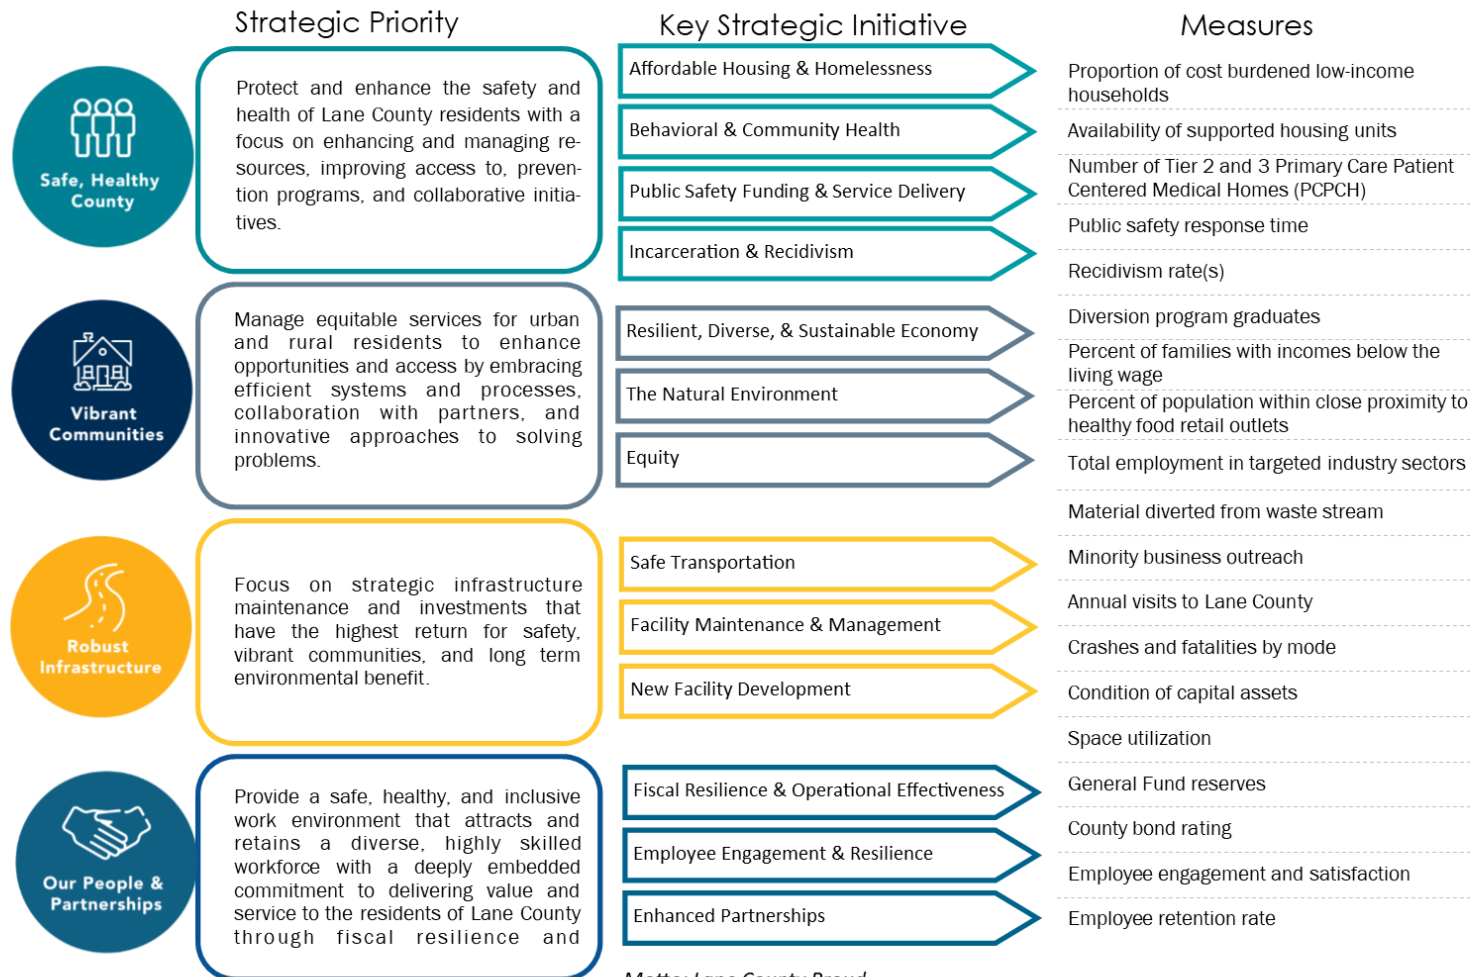 Strategic Priority
Key Strategic Initiative
Measures
Safe, Healthy
County
Protect and enhance the safety and
health of Lane County residents with a
focus on enhancing and managing re-
sources, improving access to, preven-
tion programs, and collaborative initia-
tives.
Affordable Housing & Homelessness
Behavioral & Community Health
Public Safety Funding & Service Delivery
Incarceration & Recidivism
Vibrant
Communities
Manage equitable services for urban
and rural residents to enhance
opportunities and access by embracing
efficient systems and processes,
collaboration with partners, and
innovative approaches to solving
problems.
Resilient, Diverse, & Sustainable Economy
The Natural Environment
Equity
Robust
Infrastructure
Focus on strategic infrastructure
maintenance and investments that
have the highest return for safety,
vibrant communities, and long term
environmental benefit.
Safe Transportation
Facility Maintenance & Management
New Facility Development
Our People &
Partnerships
Provide a safe, healthy, and inclusive
work environment that attracts and
retains a diverse, highly skilled
workforce with a deeply embedded
commitment to delivering value and
service to the residents of Lane County
through fiscal resilience and
Fiscal Resilience & Operational Effectiveness
Employee Engagement & Resilience
Enhanced Partnerships
Proportion of cost burdened low-income
households
Availability of supported housing units
Number of Tier 2 and 3 Primary Care Patient
Centered Medical Homes (PCPCH)
Public safety response time
Recidivism rate(s)
Diversion program graduates
Percent of families with incomes below the
living wage
Percent of population within close proximity to
healthy food retail outlets
Total employment in targeted industry sectors
Material diverted from waste stream
Minority business outreach
Annual visits to Lane County
Crashes and fatalities by mode
Condition of capital assets
Space utilization
General Fund reserves
County bond rating
Employee engagement and satisfaction
Employee retention rate
Motto: Lane County Proud